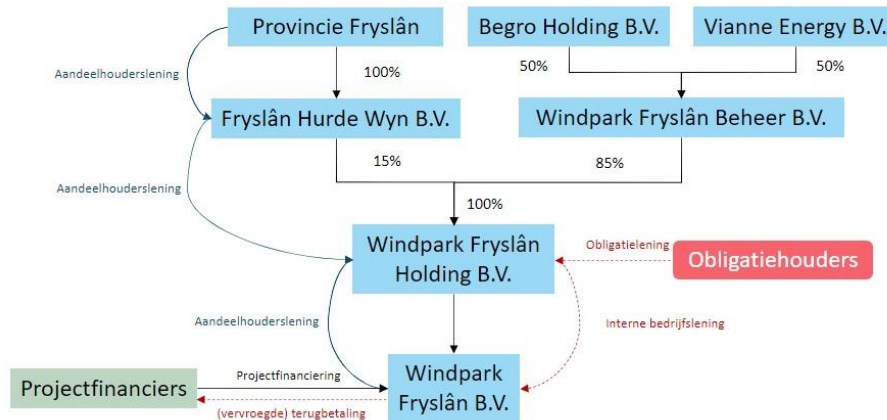 Provincie Fryslân
Begro Holding B.V.
Vianne Energy B.V.
Aandeelhouderslening
100%
50%
50%
Fryslân Hurde Wyn B.V.
Windpark Fryslân Beheer B.V.
15%
85%
Aandeelhouderslening
100%
Windpark Fryslân
Holding B.V.
Obligatielening
Obligatiehouders
Aandeelhouderslening
Interne bedrijfslening
Projectfinanciers
Projectfinanciering
(vervroegde) terugbetaling
Windpark
Fryslân B.V.